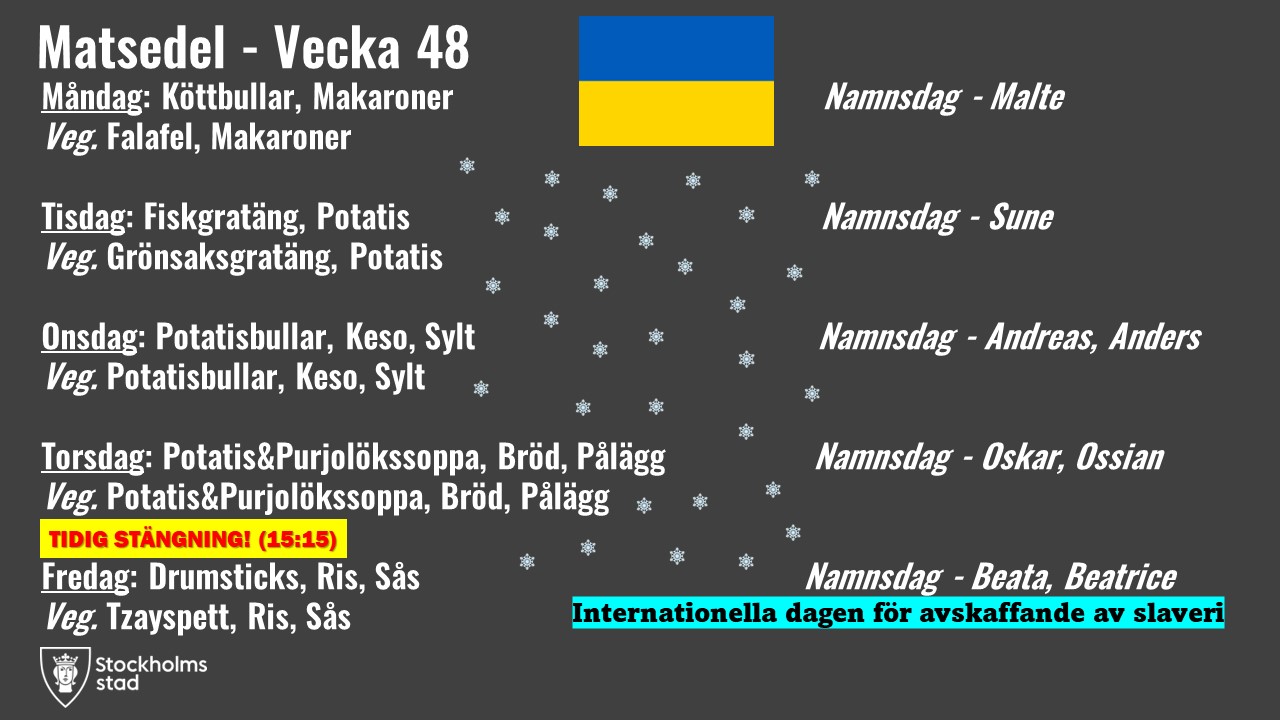 Matsedel - Vecka 48
Måndag: Köttbullar, Makaroner
Namnsdag - Malte
Veg. Falafel, Makaroner
Tisdag: Fiskgratäng, Potatis
Namnsdag - Sune
Veg. Grönsaksgratäng, Potatis
Onsdag: Potatisbullar, Keso, Sylt
Namnsdag - Andreas, Anders
Veg. Potatisbullar, Keso, Sylt
Torsdag: Potatis&Purjolökssoppa, Bröd, Pålägg
Namnsdag - Oskar, Ossian
Veg. Potatis&Purjolökssoppa, Bröd, Pålägg
TIDIG STÄNGNING! (15:15)
Fredag: Drumsticks, Ris, Sås
Namnsdag - Beata, Beatrice
Veg. Tzayspett, Ris, Sås
Internationella dagen för avskaffande av slaveri
Stockholms
stad